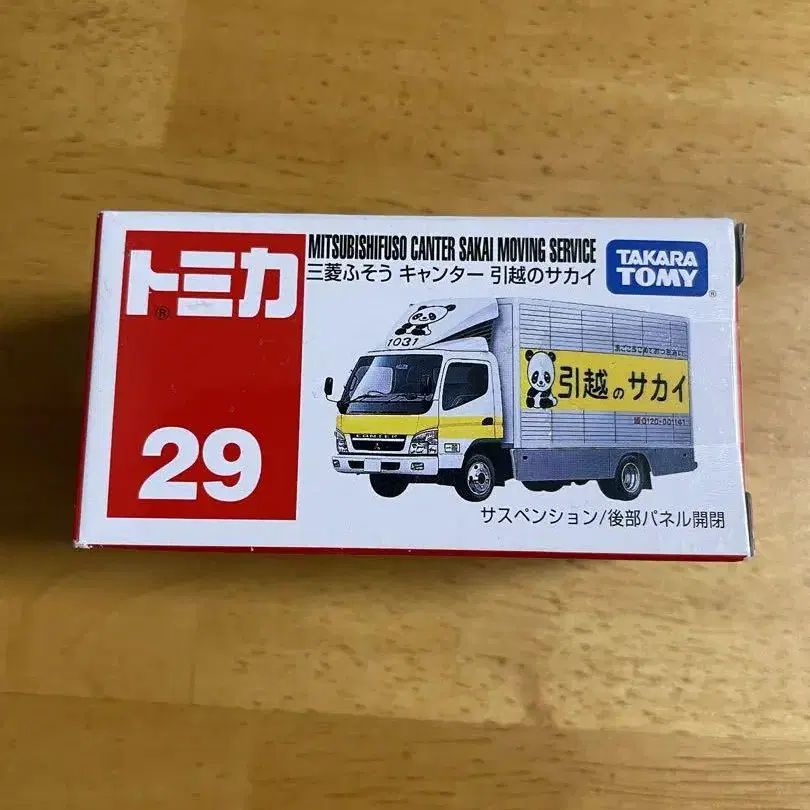 トミカ
®
29
MITSUBISHIFUSO CANTER SAKAI MOVING SERVICE
三菱ふそう キャンター 引越のサカイ
TAKARA
TOMY
®
1031
引越のサカイ
CANTER
サスペンション/後部パネル開閉